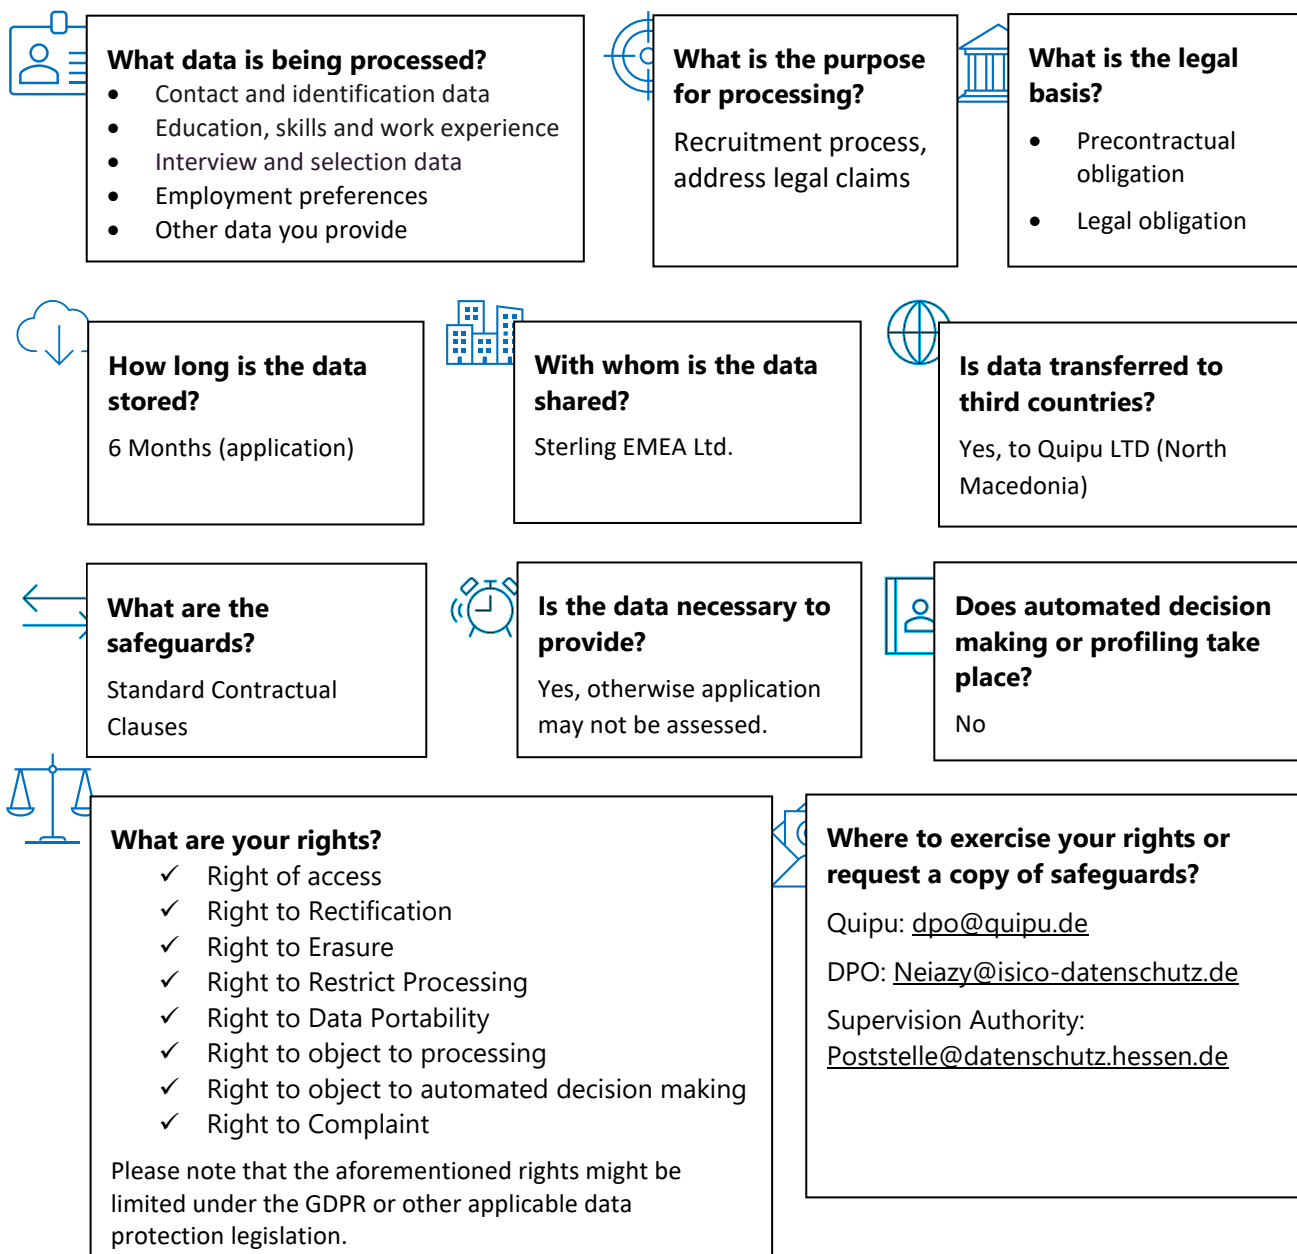 What data is being processed?
• Contact and identification data
• Education, skills and work experience
• Interview and selection data
• Employment preferences
• Other data you provide
What is the purpose
for processing?
Recruitment process,
address legal claims
What is the legal
basis?
• Precontractual
obligation
• Legal obligation
How long is the data
stored?
6 Months (application)
With whom is the data
shared?
Sterling EMEA Ltd.
Is data transferred to
third countries?
Yes, to Quipu LTD (North
Macedonia)
What are the
safeguards?
Standard Contractual
Clauses
Is the data necessary to
provide?
Yes, otherwise application
may not be assessed.
Does automated decision
making or profiling take
place?
No
What are your rights?
✓ Right of access
✓ Right to Rectification
✓ Right to Erasure
✓ Right to Restrict Processing
✓ Right to Data Portability
✓ Right to object to processing
✓ Right to object to automated decision making
✓ Right to Complaint
Please note that the aforementioned rights might be
limited under the GDPR or other applicable data
protection legislation.
Where to exercise your rights or
request a copy of safeguards?
Quipu: dpo@quipu.de
DPO: Neiazy@isico-datenschutz.de
Supervision Authority:
Poststelle@datenschutz.hessen.de